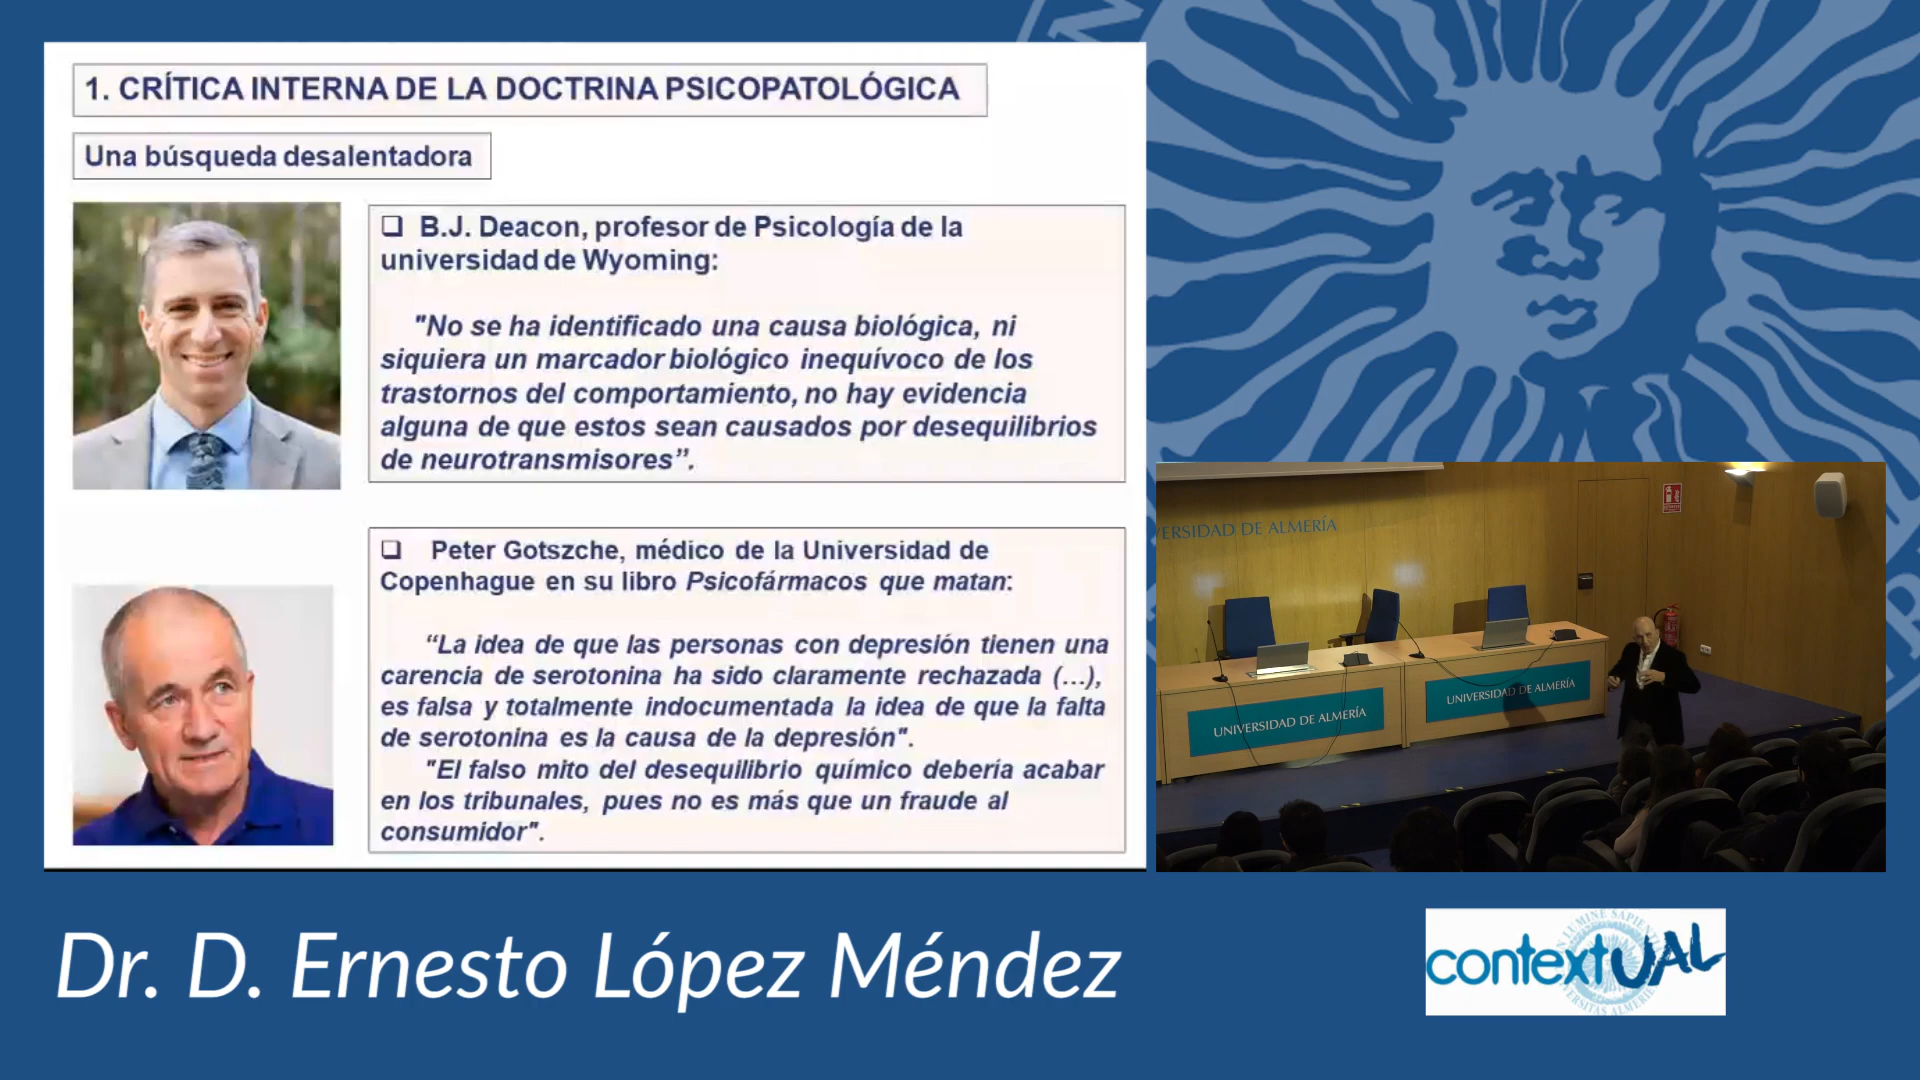 1. CRÍTICA INTERNA DE LA DOCTRINA PSICOPATOLÓGICA
Una búsqueda desalentadora
❑ B.J. Deacon, profesor de Psicología de la
universidad de Wyoming:
"No se ha identificado una causa biológica, ni
siquiera un marcador biológico inequívoco de los
trastornos del comportamiento, no hay evidencia
alguna de que estos sean causados por desequilibrios
de neurotransmisores”.
❑ Peter Gotszche, médico de la Universidad de
Copenhague en su libro Psicofármacos que matan:
“La idea de que las personas con depresión tienen una
carencia de serotonina ha sido claramente rechazada (...),
es falsa y totalmente indocumentada la idea de que la falta
de serotonina es la causa de la depresión".
"El falso mito del desequilibrio químico debería acabar
en los tribunales, pues no es más que un fraude al
consumidor".
VERSIDAD DE ALMERÍA
UNIVERSIDAD DE ALMERÍA
UNIVERSIDAD DE ALMERÍA
Dr. D. Ernesto López Méndez
contextUAL